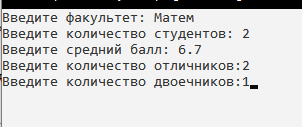 Введите факультет: Матем
Введите количество студентов: 2
Введите средний балл: 6.7
Введите количество отличников:2
Введите количество двоечников:1